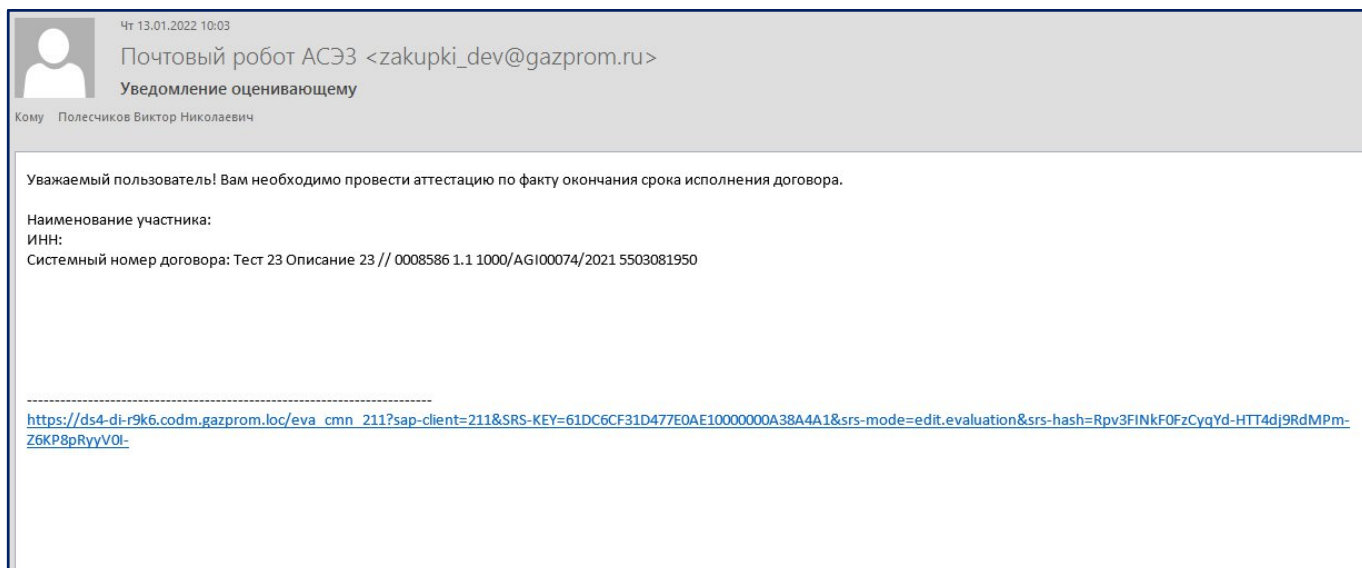 Чт 13.01.2022 10:03
Почтовый робот АСЭЗ <zakupki_dev@gazprom.ru>
Уведомление оценивающему
Кому Полесчиков Виктор Николаевич
Уважаемый пользователь! Вам необходимо провести аттестацию по факту окончания срока исполнения договора.
Наименование участника:
ИНН:
Системный номер договора: Тест 23 Описание 23 // 0008586 1.1 1000/AGI00074/2021 5503081950
-------------------------------------------------------------------------
https://ds4-di-r9k6.codm.gazprom.loc/eva_cmn_211?sap-client=211&SRS-KEY=61DC6CF31D477E0AE10000000A38A4A1&srs-mode=edit.evaluation&srs-hash=Rpv3FINkF0FzCyqYd-HTT4dj9RdMPm-
Z6KP8pRyyV0I-